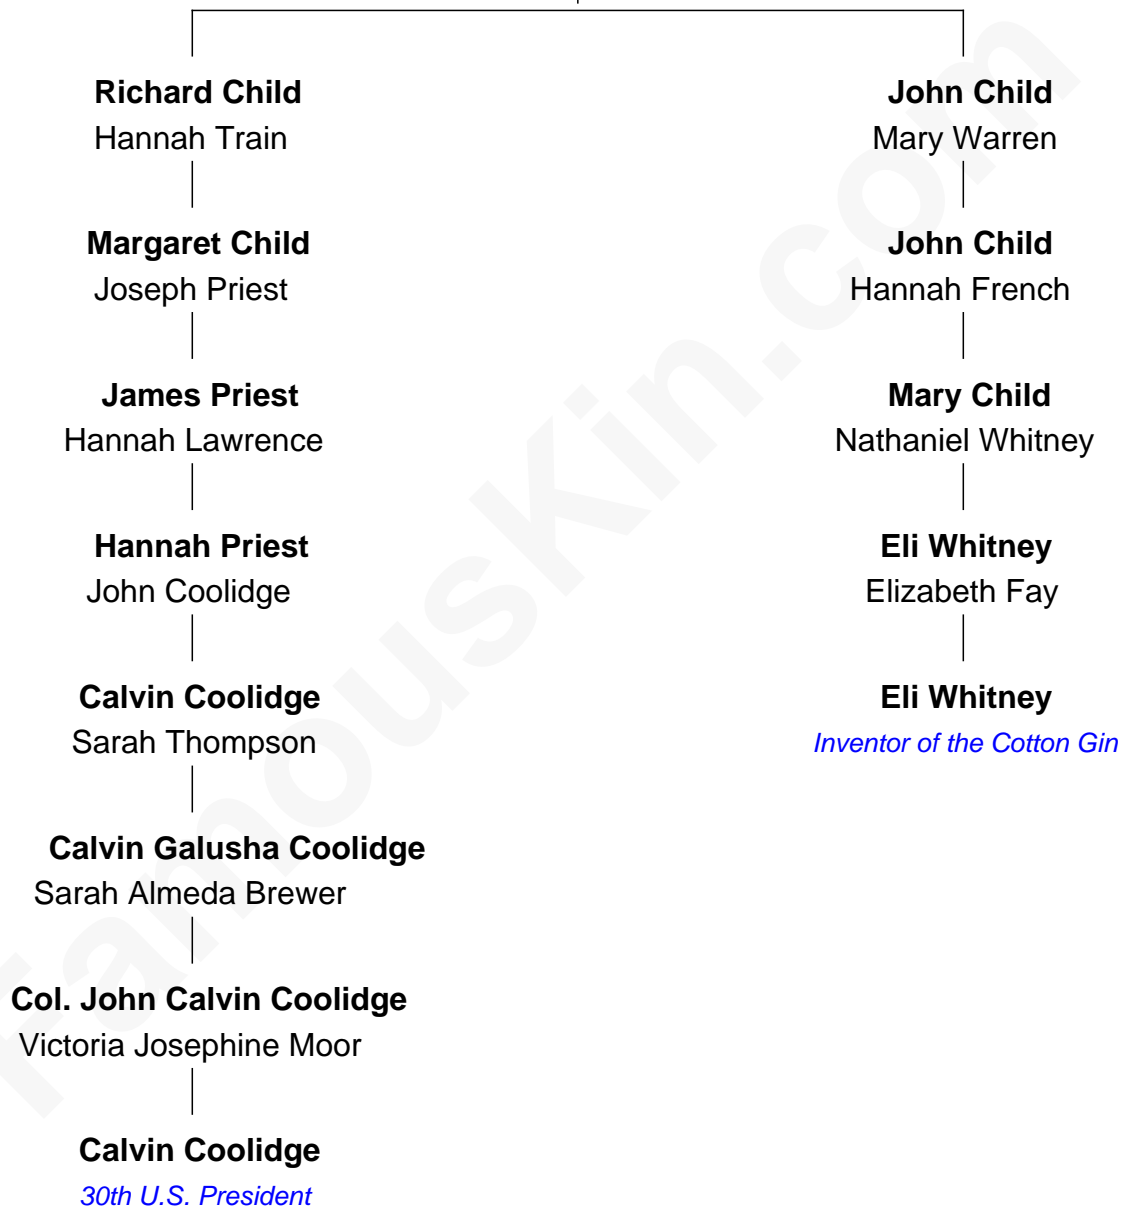 Richard Child
Hannah Train
Margaret Child
Joseph Priest
James Priest
Hannah Lawrence
Hannah Priest
John Coolidge
Calvin Coolidge
Sarah Thompson
Calvin Galusha Coolidge
Sarah Almeda Brewer
Col. John Calvin Coolidge
Victoria Josephine Moor
Calvin Coolidge
30th U.S. President
John Child
Mary Warren
John Child
Hannah French
Mary Child
Nathaniel Whitney
Eli Whitney
Elizabeth Fay
Eli Whitney
Inventor of the Cotton Gin
FamousKin.com